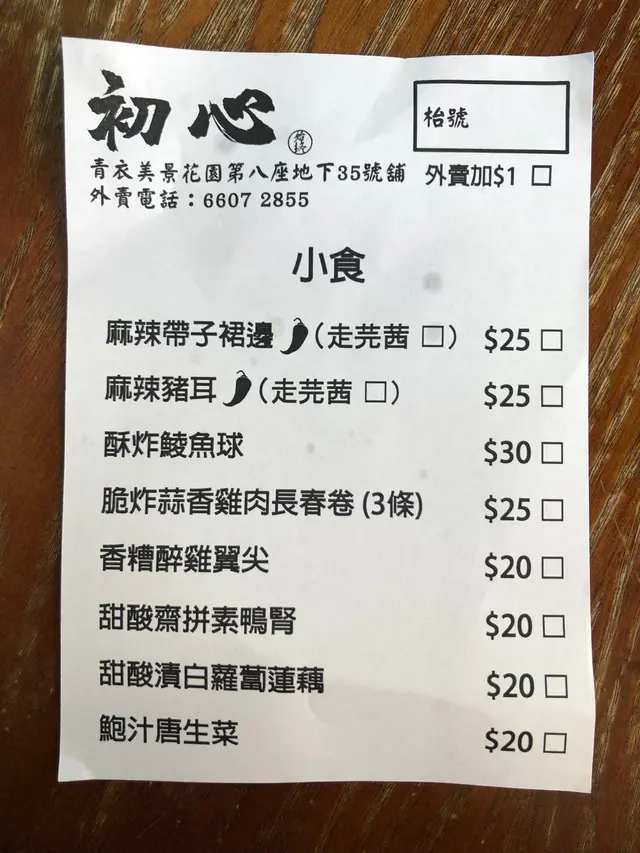 初心
枱號
青衣美景花園第八座地下35號舖
外賣加$1 □
外賣電話：6607 2855
小食
麻辣帶子裙邊（走芫茜 □） $25 □
麻辣豬耳（走芫茜 □） $25 □
酥炸鯪魚球 $30 □
脆炸蒜香雞肉長春卷 (3條) $25 □
香糟醉雞翼尖 $20 □
甜酸齋拼素鴨腎 $20 □
甜酸漬白蘿蔔蓮藕 $20 □
鮑汁唐生菜 $20 □